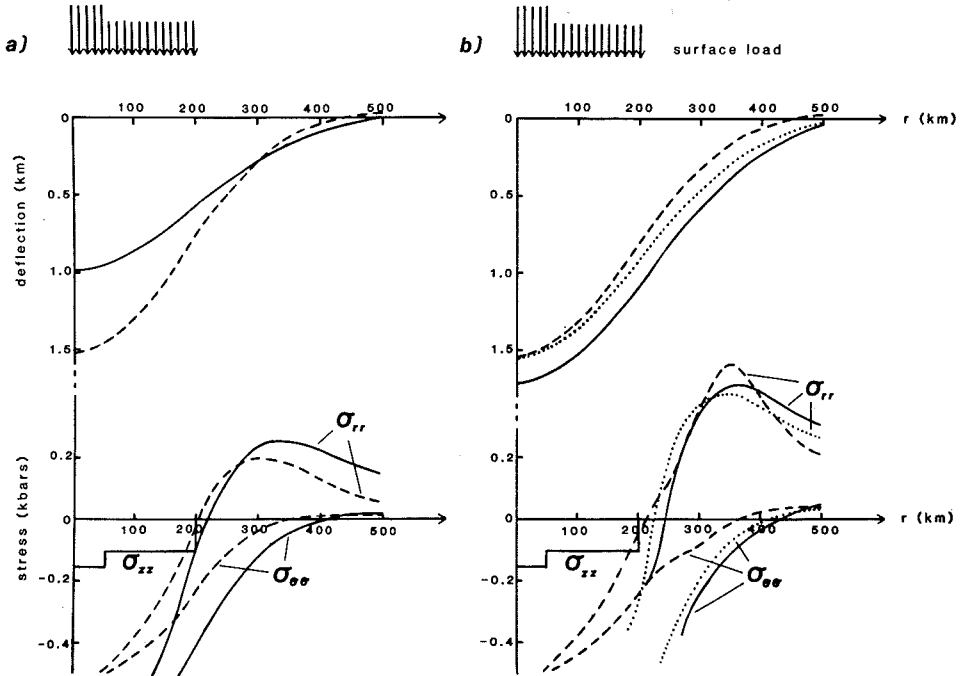 a)
b)
surface load
100 200 300 400 500
0
0.5
1.0
1.5
deflection (km)
100 200 300 400 500
r (km)
0
0.5
1.0
1.5
σrr
σrr
0.2
0
-0.2
-0.4
stress (kbars)
100 200 300 400 500
σzz
σθθ
0.2
0
-0.2
-0.4
100 200 300 400 500
r (km)
σzz
σθθ